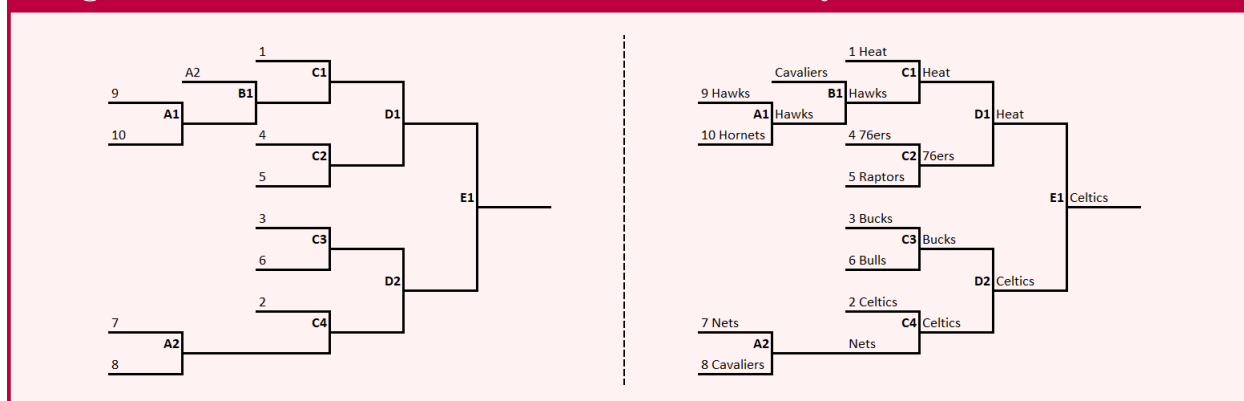 1
C1
A2
B1
9
A1
10
D1
4
C2
5
E1
3
C3
6
D2
2
C4
7
A2
8
1 Heat
C1 Heat
Cavaliers
B1 Hawks
9 Hawks
A1 Hawks
10 Hornets
D1 Heat
4 76ers
C2 76ers
5 Raptors
E1 Celtics
3 Bucks
C3 Bucks
6 Bulls
D2 Celtics
2 Celtics
C4 Celtics
7 Nets
A2 Nets
8 Cavaliers